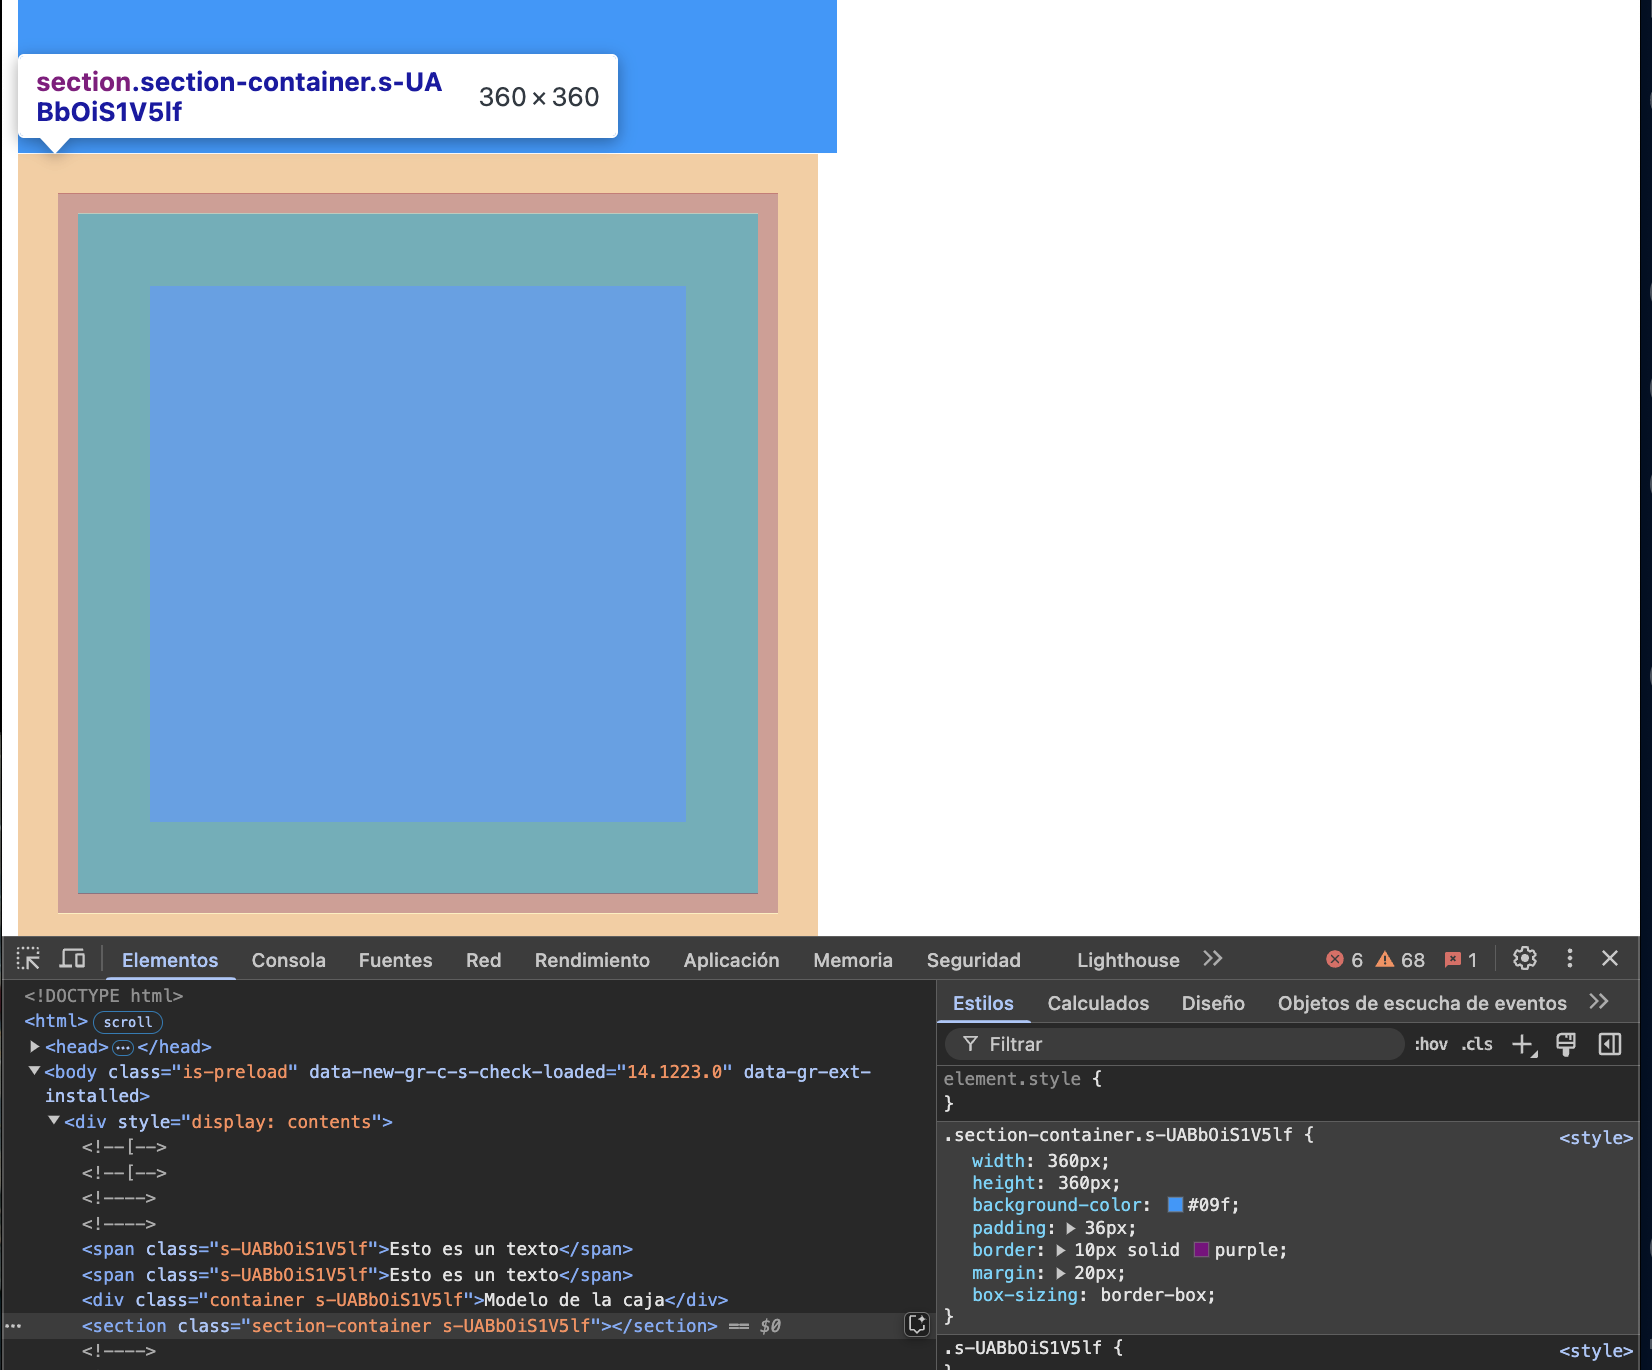 section.section-container.s-UA
BbOiS1V5lf
360 × 360
Elementos Consola Fuentes Red Rendimiento Aplicación Memoria Seguridad Lighthouse 6 68 1
<!DOCTYPE html>
<html> scroll
<head> ··· </head>
<body class="is-preload" data-new-gr-c-s-check-loaded="14.1223.0" data-gr-ext-
installed>
<div style="display: contents">
<!--[-->
<!--[-->
<!---->
<!---->
<span class="s-UABbOiS1V5lf">Esto es un texto</span>
<span class="s-UABbOiS1V5lf">Esto es un texto</span>
<div class="container s-UABbOiS1V5lf">Modelo de la caja</div>
<section class="section-container s-UABbOiS1V5lf"></section> == $0
<!---->
Estilos Calculados Diseño Objetos de escucha de eventos
Filtrar :hov .cls
element.style {
}
.section-container.s-UABbOiS1V5lf { <style>
width: 360px;
height: 360px;
background-color: #09f;
padding: 36px;
border: 10px solid purple;
margin: 20px;
box-sizing: border-box;
}
.s-UABbOiS1V5lf { <style>